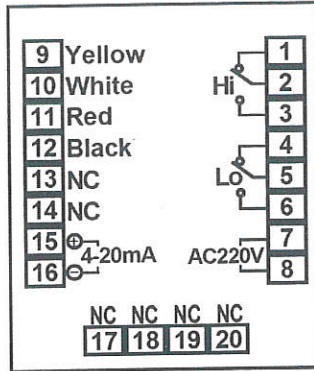 9 Yellow 1
10 White Hi 2
11 Red 3
12 Black 4
13 NC Lo 5
14 NC 6
15 + 4-20mA AC220V 7
16 - 8
NC NC NC NC
17 18 19 20